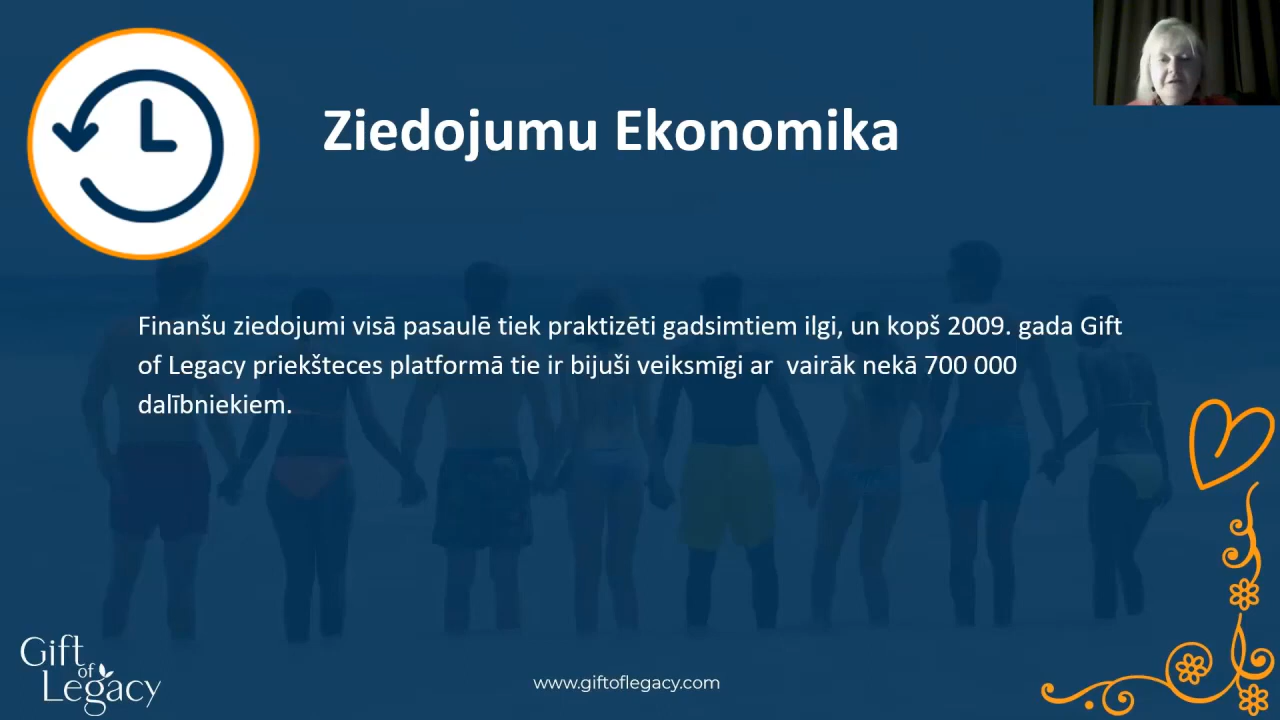 Ziedojumu Ekonomika
Finanšu ziedojumi visā pasaulē tiek praktizēti gadsimtiem ilgi, un kopš 2009. gada Gift
of Legacy priekšteces platformā tie ir bijuši veiksmīgi ar vairāk nekā 700 000
dalībniekiem.
Gift
of
Legacy
www.giftoflegacy.com